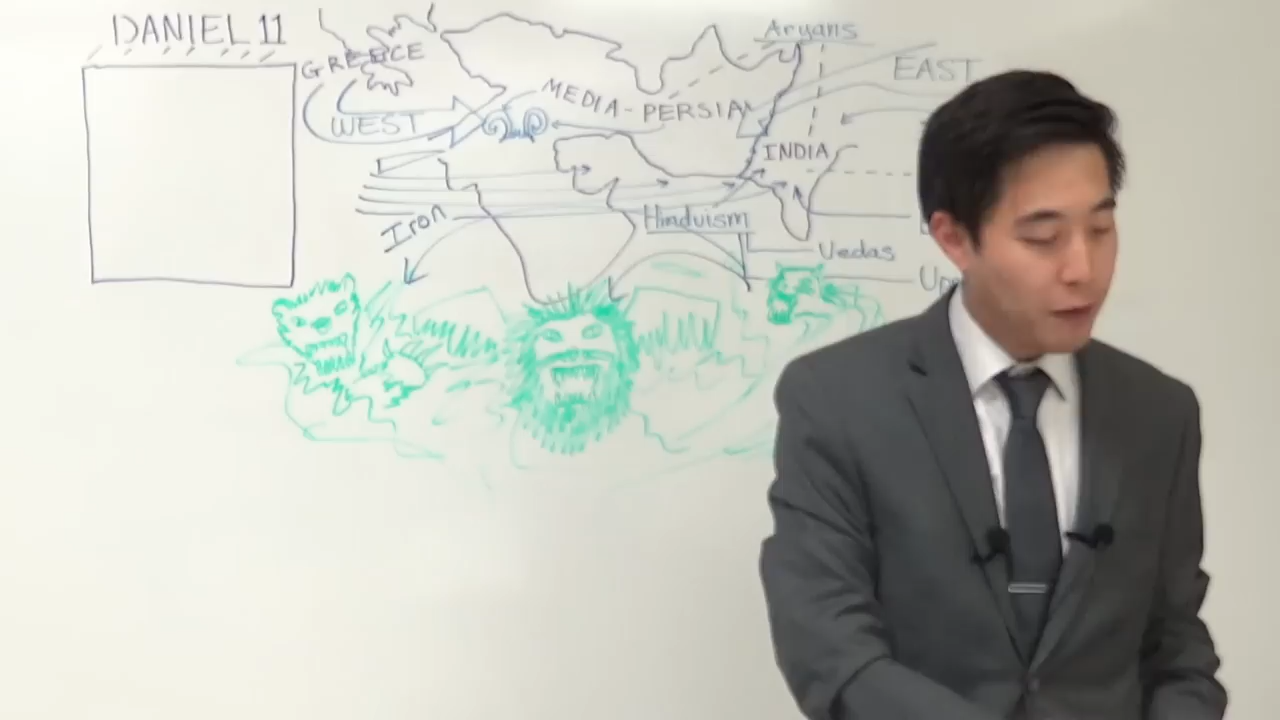 DANIEL 11
Aryans
GREECE
EAST
MEDIA-PERSIA
WEST
INDIA
Iron
Hinduism
Vedas